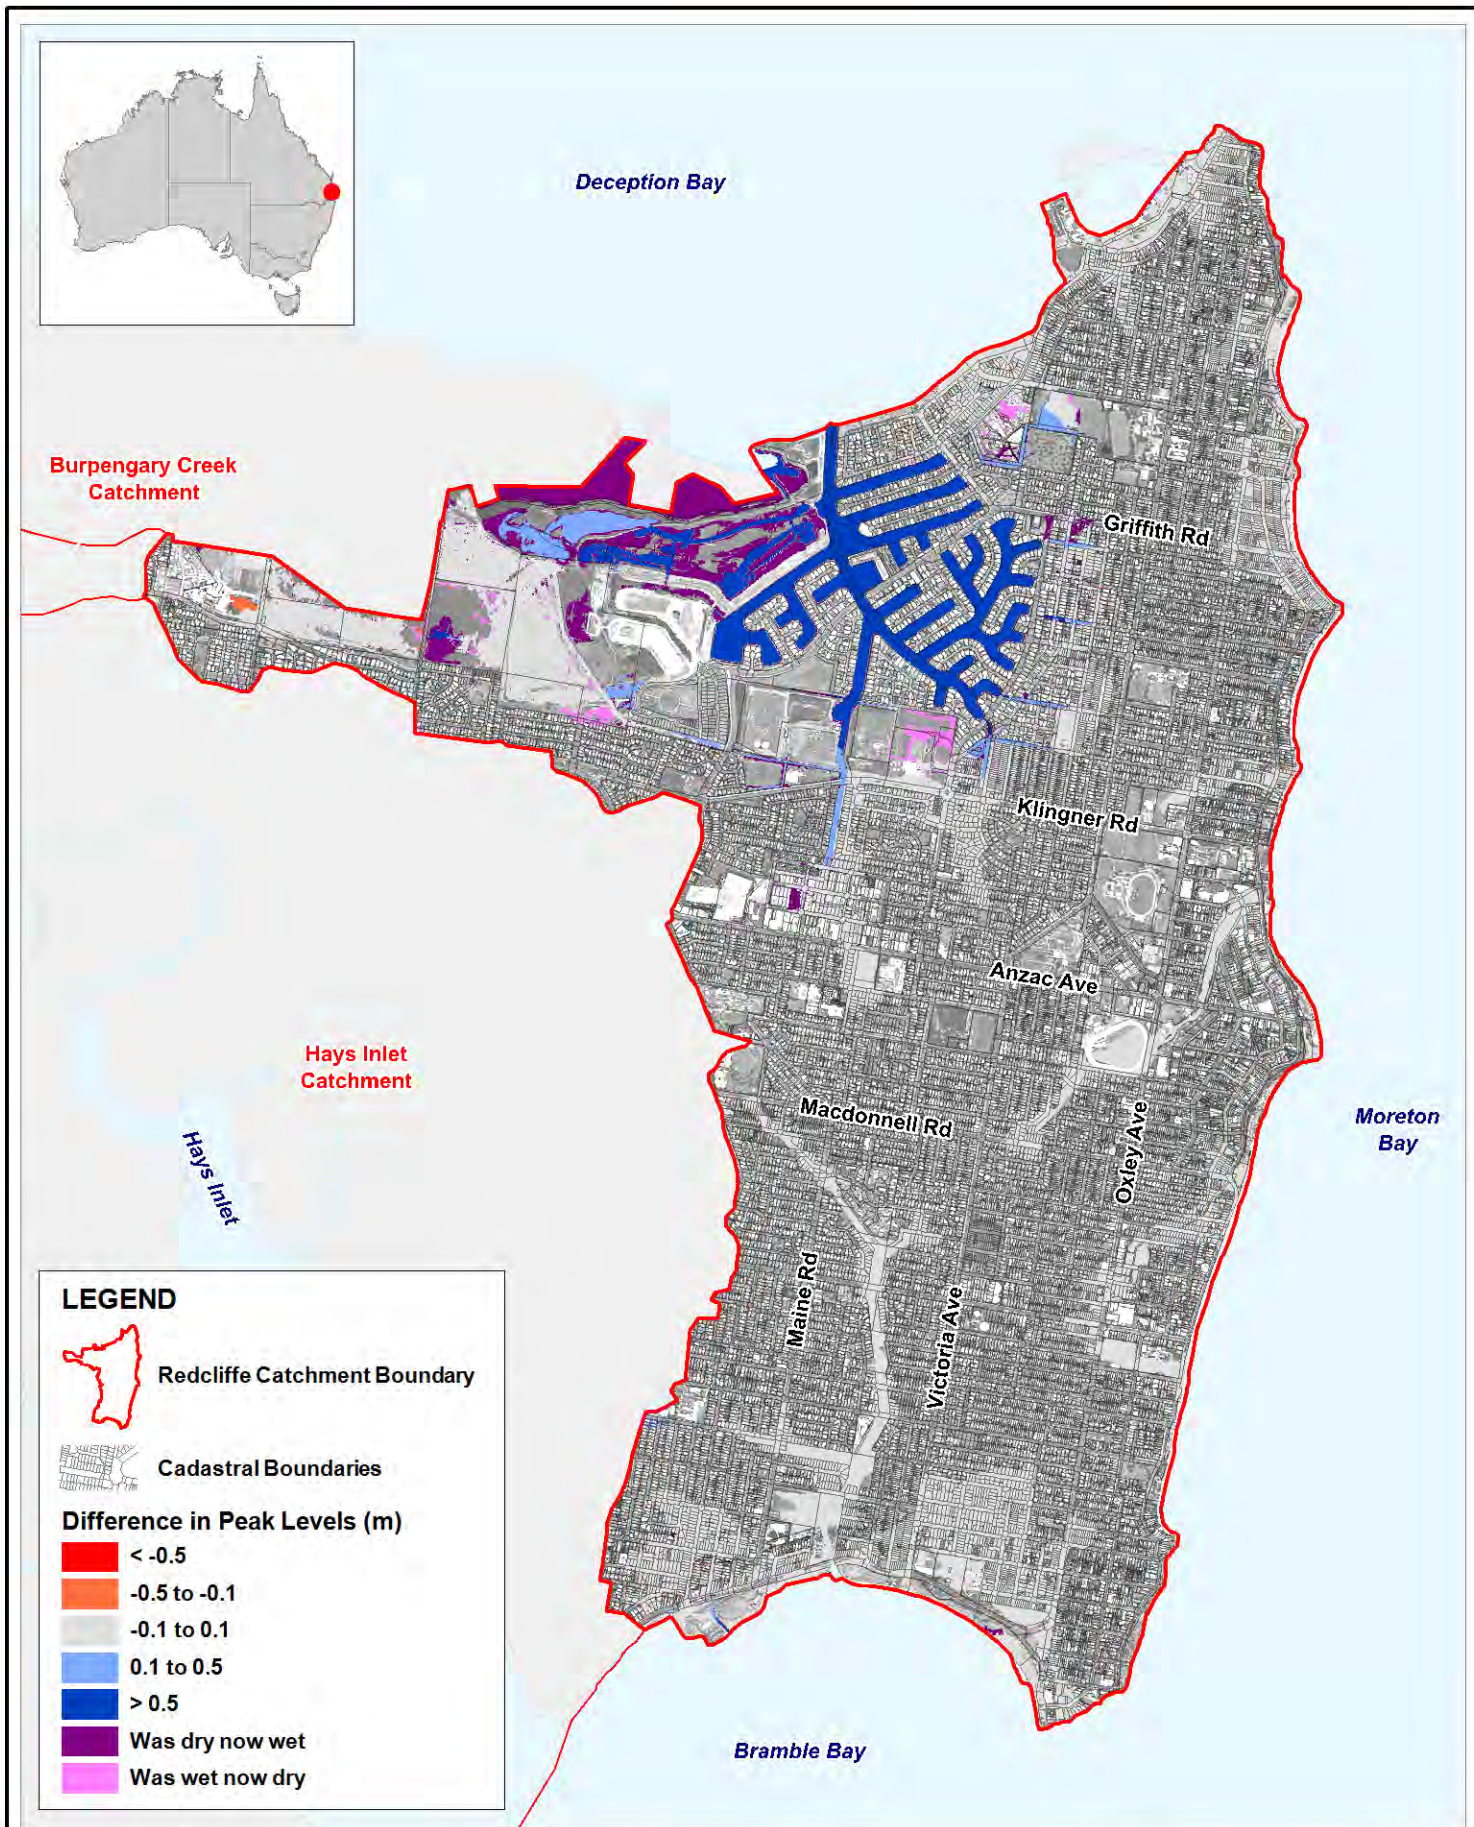 Deception Bay
Burpengary Creek
Catchment
Griffith Rd
Klingner Rd
Anzac Ave
Hays Inlet
Catchment
Macdonnell Rd
Oxley Ave
Moreton
Bay
Hays Inlet
Maine Rd
Victoria Ave
LEGEND
Redcliffe Catchment Boundary
Cadastral Boundaries
Difference in Peak Levels (m)
< -0.5
-0.5 to -0.1
-0.1 to 0.1
0.1 to 0.5
> 0.5
Was dry now wet
Was wet now dry
Bramble Bay